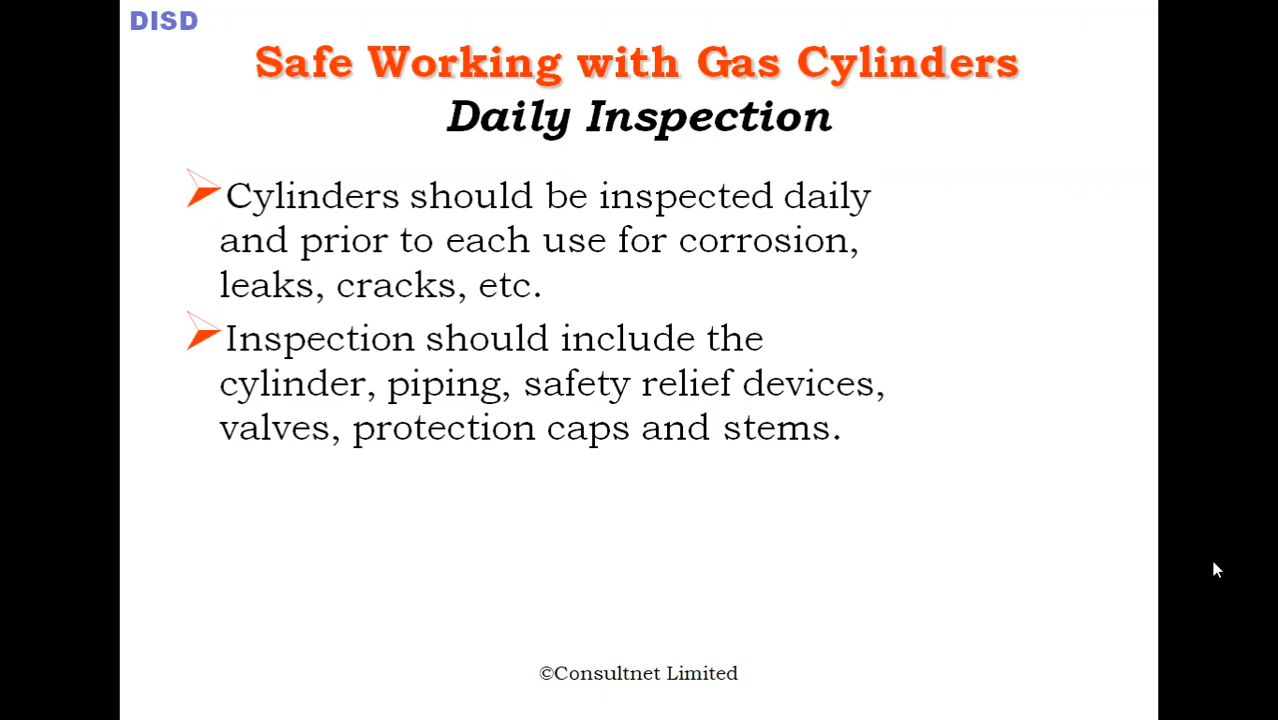 DISD
Safe Working with Gas Cylinders
Daily Inspection
Cylinders should be inspected daily
and prior to each use for corrosion,
leaks, cracks, etc.
Inspection should include the
cylinder, piping, safety relief devices,
valves, protection caps and stems.
©Consultnet Limited